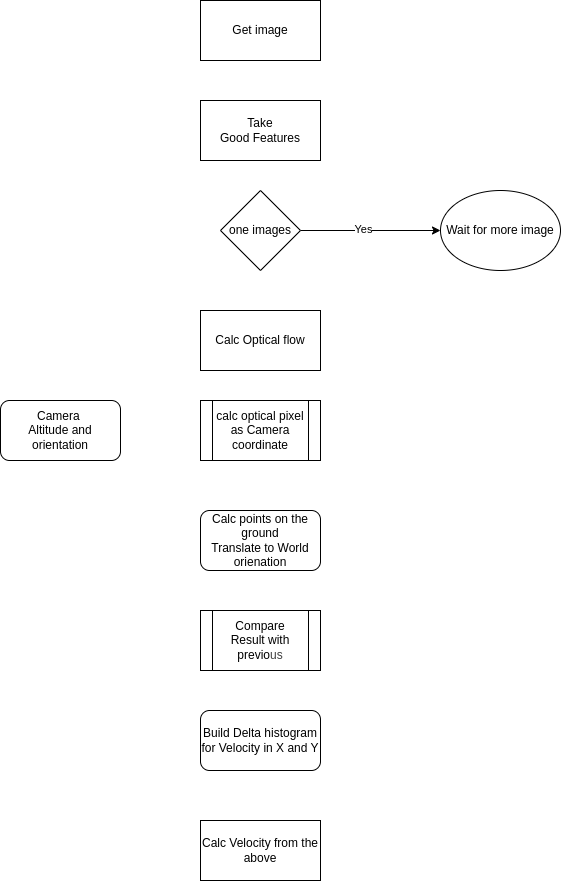 Get image
Take
Good Features
one images
Yes
Wait for more image
Calc Optical flow
Camera
Altitude and
orientation
calc optical pixel
as Camera
coordinate
Calc points on the
ground
Translate to World
orienation
Compare
Result with
previous
Build Delta histogram
for Velocity in X and Y
Calc Velocity from the
above